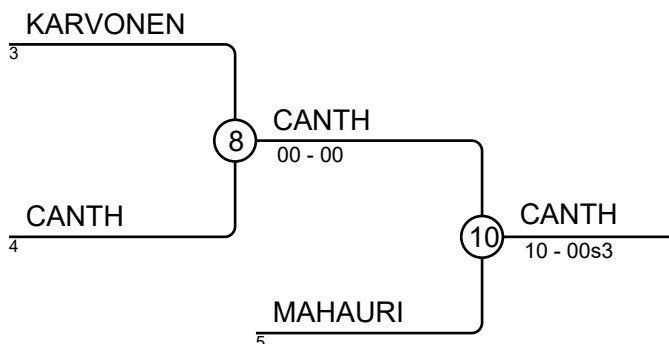 KARVONEN
3
8
CANTH
00 - 00
CANTH
4
10
CANTH
10 - 00s3
MAHAURI
5